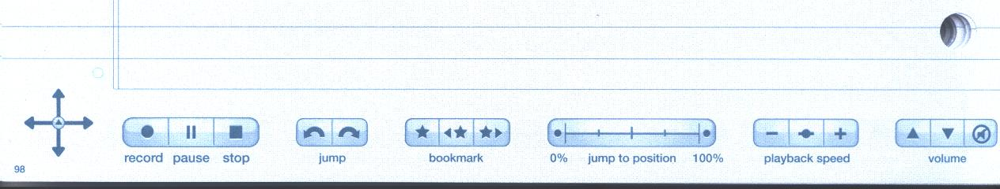 record pause stop jump bookmark 0% jump to position 100% playback speed volume
98